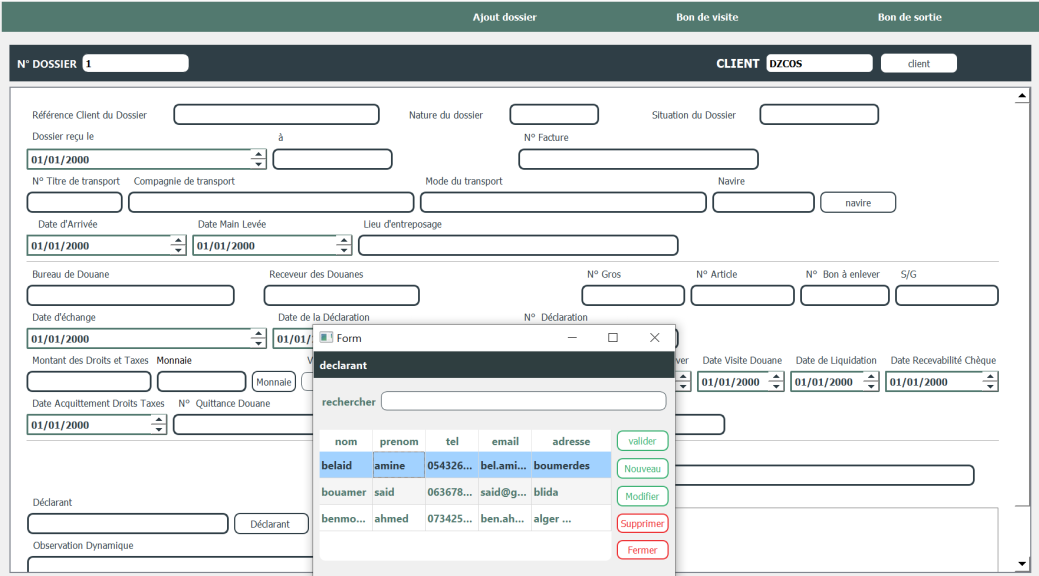 Ajout dossier Bon de visite Bon de sortie
N° DOSSIER 1 CLIENT DZCOS client
Référence Client du Dossier Nature du dossier Situation du Dossier
Dossier reçu le à N° Facture
01/01/2000
N° Titre de transport Compagnie de transport Mode du transport Navire
navire
Date d'Arrivée Date Main Levée Lieu d'entreposage
01/01/2000 01/01/2000
Bureau de Douane Receveur des Douanes N° Gros N° Article N° Bon à enlever S/G
Date d'échange Date de la Déclaration N° Déclaration
01/01/2000 01/1
Montant des Droits et Taxes Monnaie Date Visite Douane Date de Liquidation Date Recevabilité Chèque
Monnaie 01/01/2000 01/01/2000 01/01/2000
Date Acquittement Droits Taxes N° Quittance Douane
01/01/2000
Déclarant
Déclarant
Observation Dynamique
Form
declarant
rechercher
nom prenom tel email adresse
belaid amine 054326... bel.ami... boumerdes
bouamer said 063678... said@g... blida
benmo... ahmed 073425... ben.ah... alger ...
valider
Nouveau
Modifier
Supprimer
Fermer